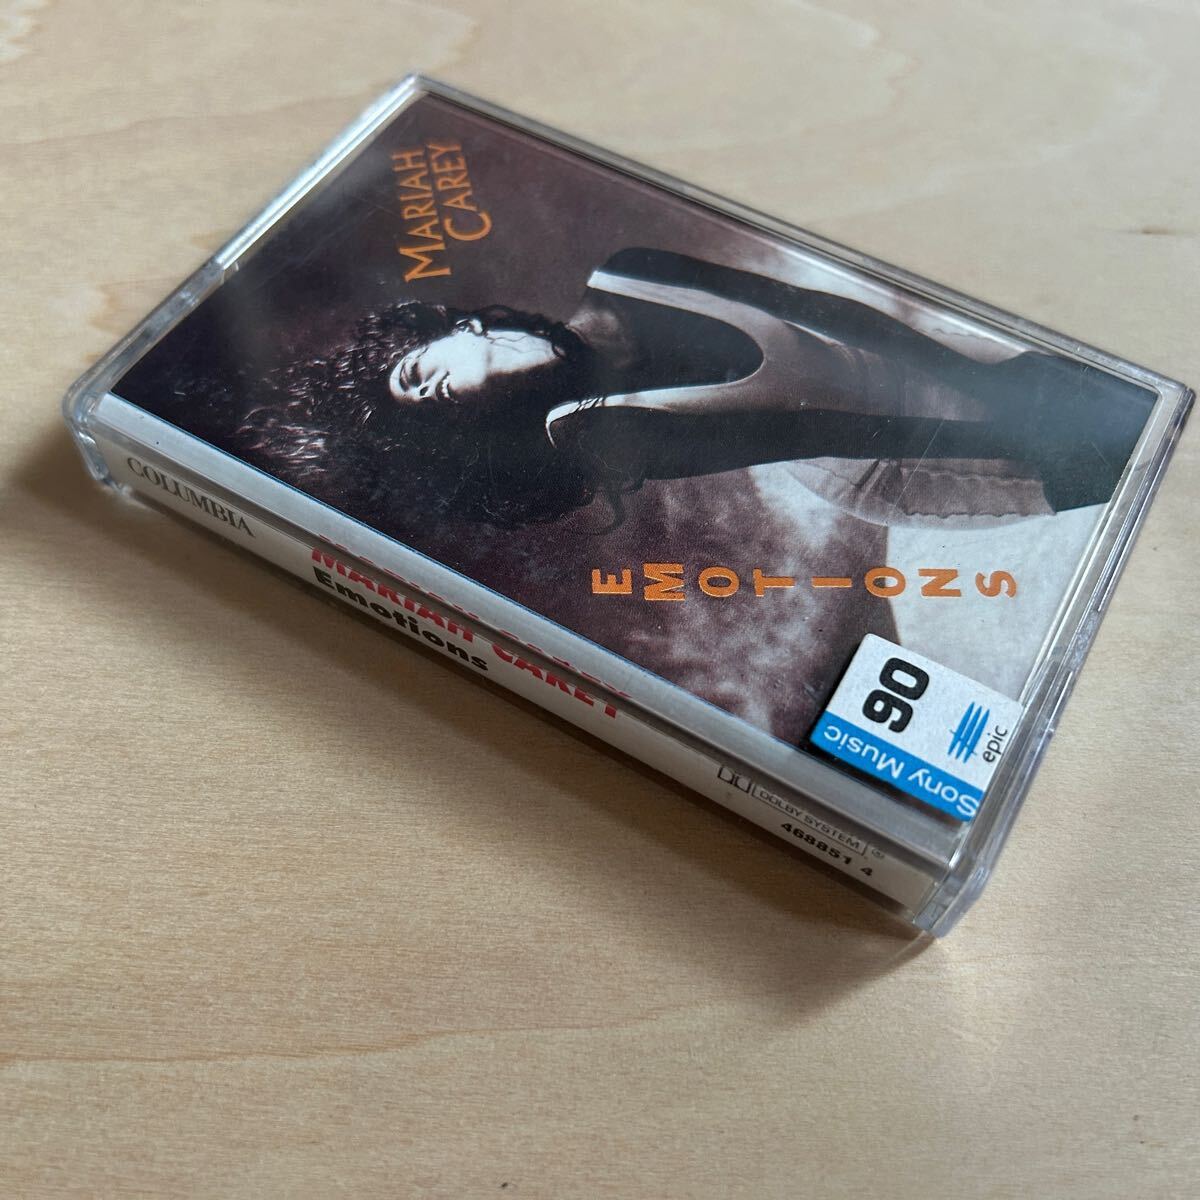 MARIAH
CAREY
EMOTIONS
90
epic
Sony Music
COLUMBIA
MARIAH CAREY
Emotions
DOLBY SYSTEM
468851 4